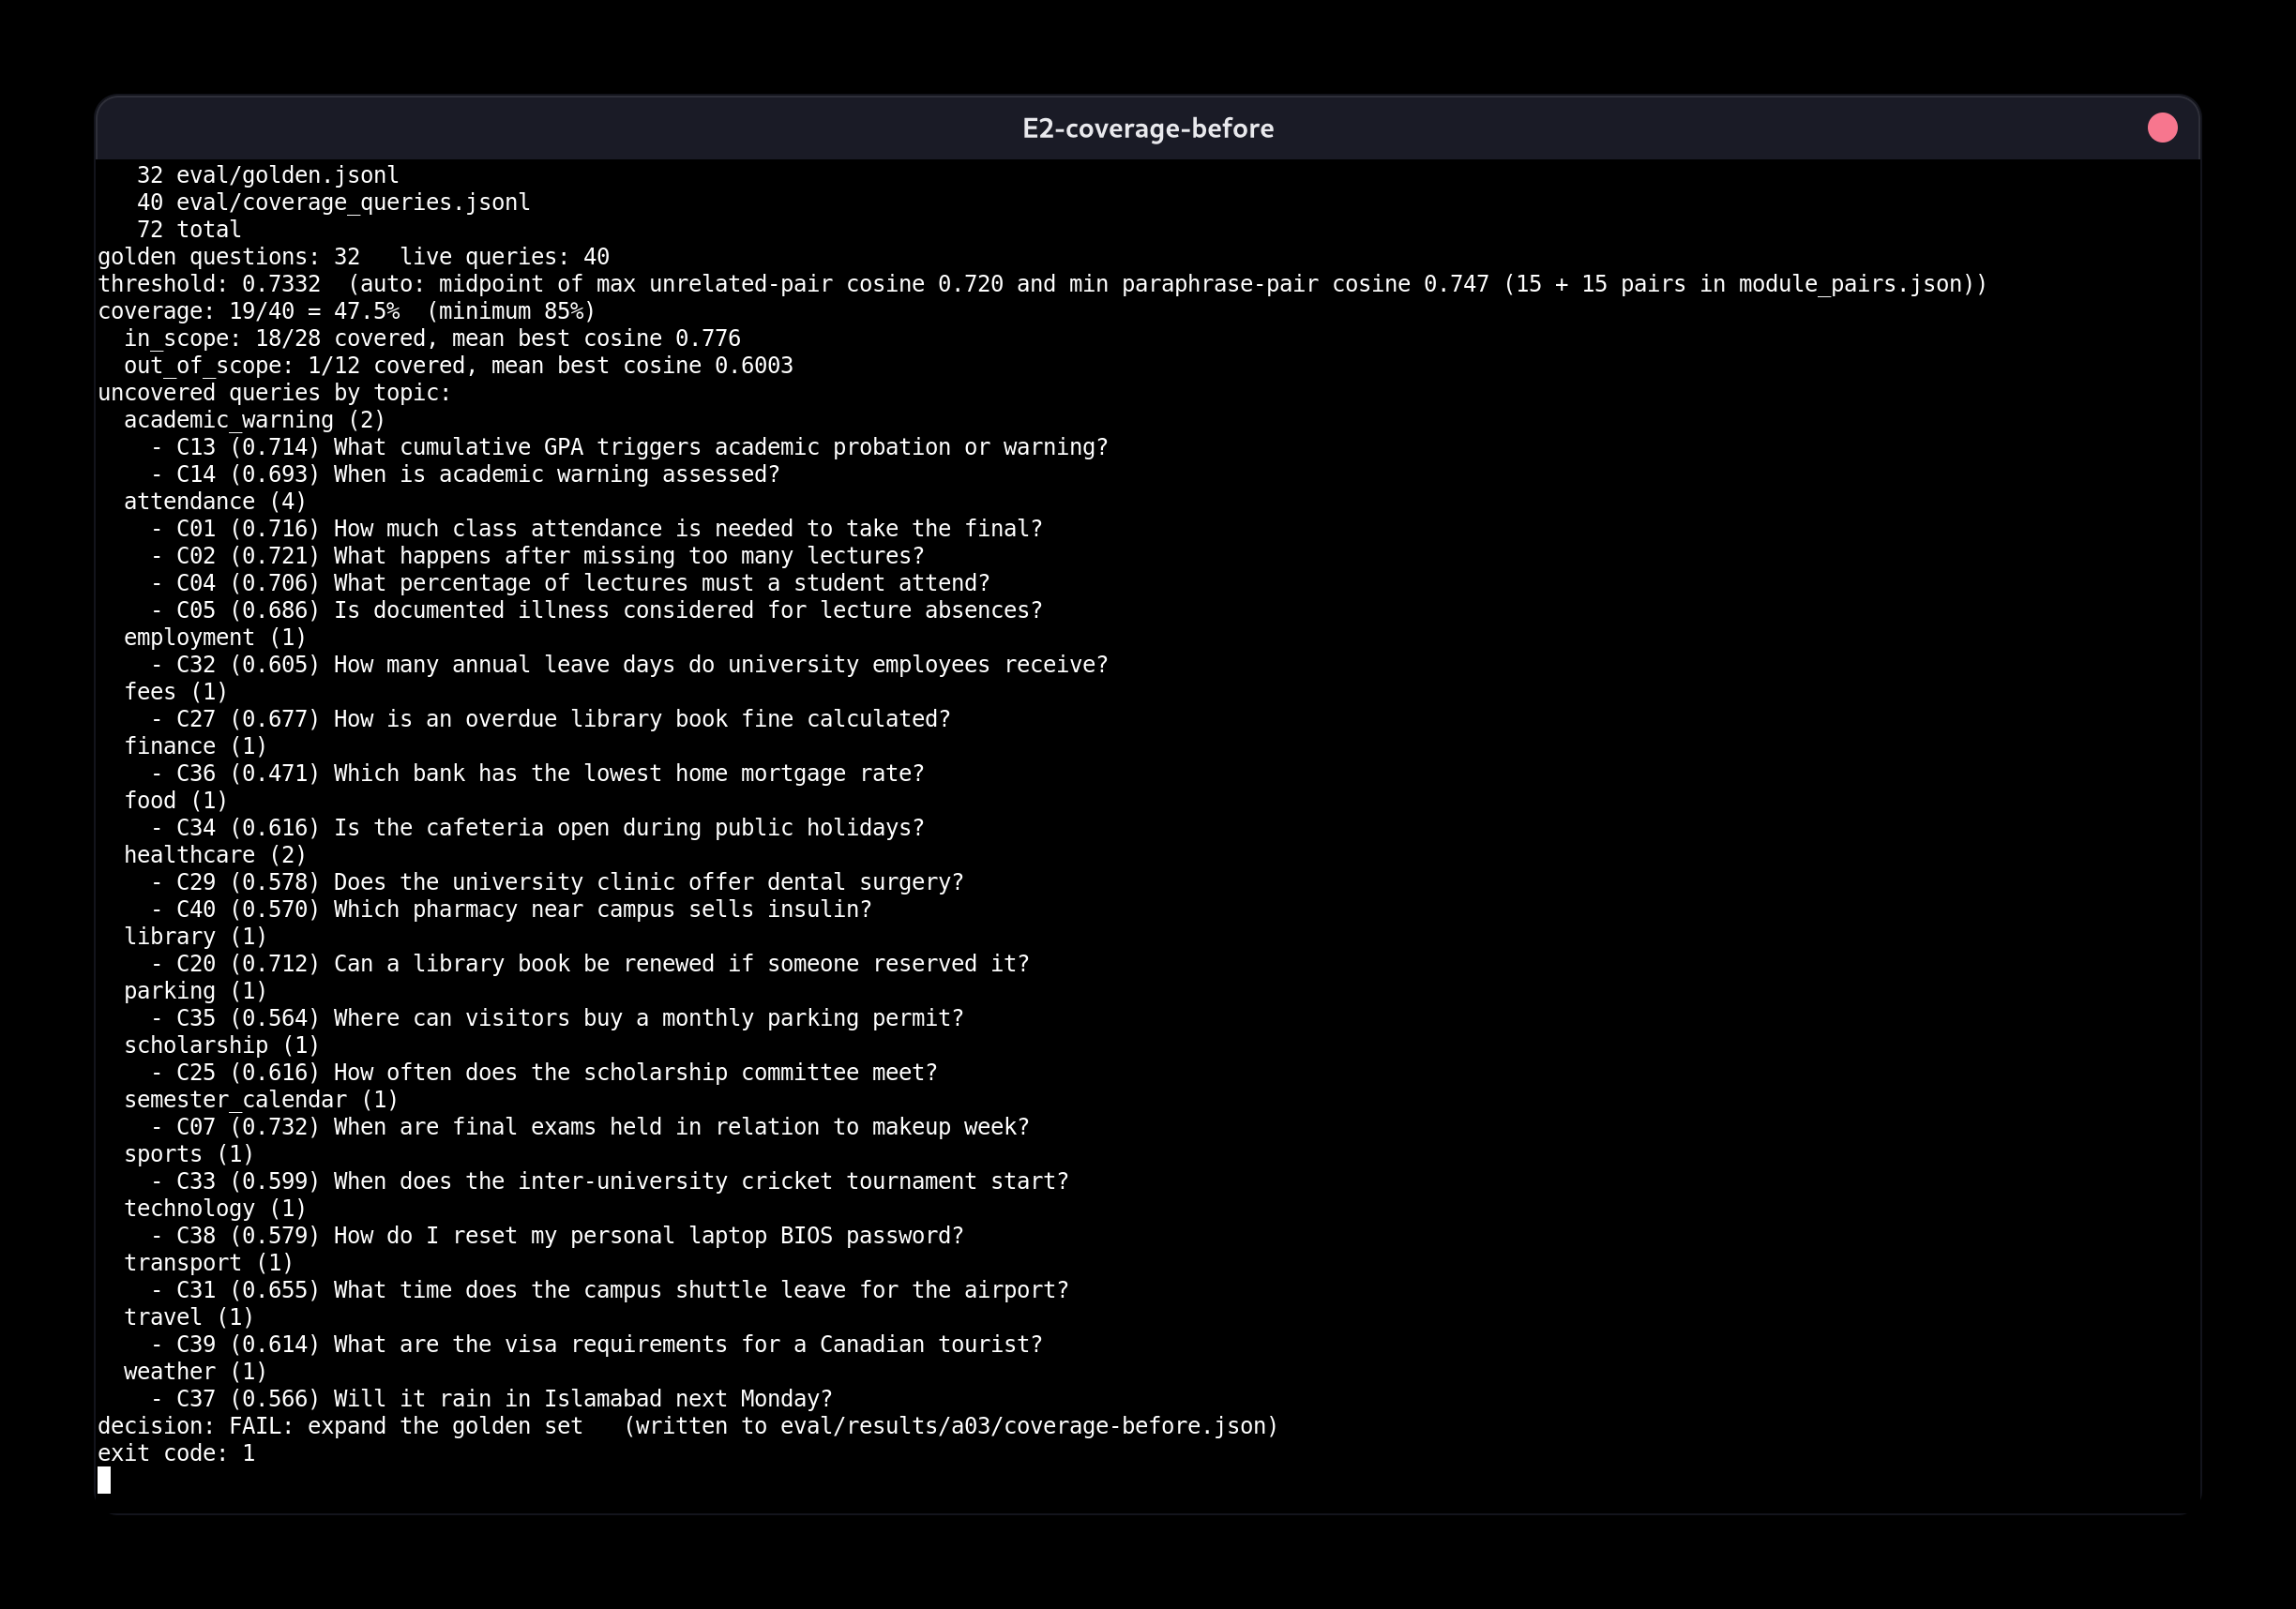 E2-coverage-before
32 eval/golden.jsonl
40 eval/coverage_queries.jsonl
72 total
golden questions: 32   live queries: 40
threshold: 0.7332  (auto: midpoint of max unrelated-pair cosine 0.720 and min paraphrase-pair cosine 0.747 (15 + 15 pairs in module_pairs.json))
coverage: 19/40 = 47.5%  (minimum 85%)
in_scope: 18/28 covered, mean best cosine 0.776
out_of_scope: 1/12 covered, mean best cosine 0.6003
uncovered queries by topic:
academic_warning (2)
- C13 (0.714) What cumulative GPA triggers academic probation or warning?
- C14 (0.693) When is academic warning assessed?
attendance (4)
- C01 (0.716) How much class attendance is needed to take the final?
- C02 (0.721) What happens after missing too many lectures?
- C04 (0.706) What percentage of lectures must a student attend?
- C05 (0.686) Is documented illness considered for lecture absences?
employment (1)
- C32 (0.605) How many annual leave days do university employees receive?
fees (1)
- C27 (0.677) How is an overdue library book fine calculated?
finance (1)
- C36 (0.471) Which bank has the lowest home mortgage rate?
food (1)
- C34 (0.616) Is the cafeteria open during public holidays?
healthcare (2)
- C29 (0.578) Does the university clinic offer dental surgery?
- C40 (0.570) Which pharmacy near campus sells insulin?
library (1)
- C20 (0.712) Can a library book be renewed if someone reserved it?
parking (1)
- C35 (0.564) Where can visitors buy a monthly parking permit?
scholarship (1)
- C25 (0.616) How often does the scholarship committee meet?
semester_calendar (1)
- C07 (0.732) When are final exams held in relation to makeup week?
sports (1)
- C33 (0.599) When does the inter-university cricket tournament start?
technology (1)
- C38 (0.579) How do I reset my personal laptop BIOS password?
transport (1)
- C31 (0.655) What time does the campus shuttle leave for the airport?
travel (1)
- C39 (0.614) What are the visa requirements for a Canadian tourist?
weather (1)
- C37 (0.566) Will it rain in Islamabad next Monday?
decision: FAIL: expand the golden set   (written to eval/results/a03/coverage-before.json)
exit code: 1